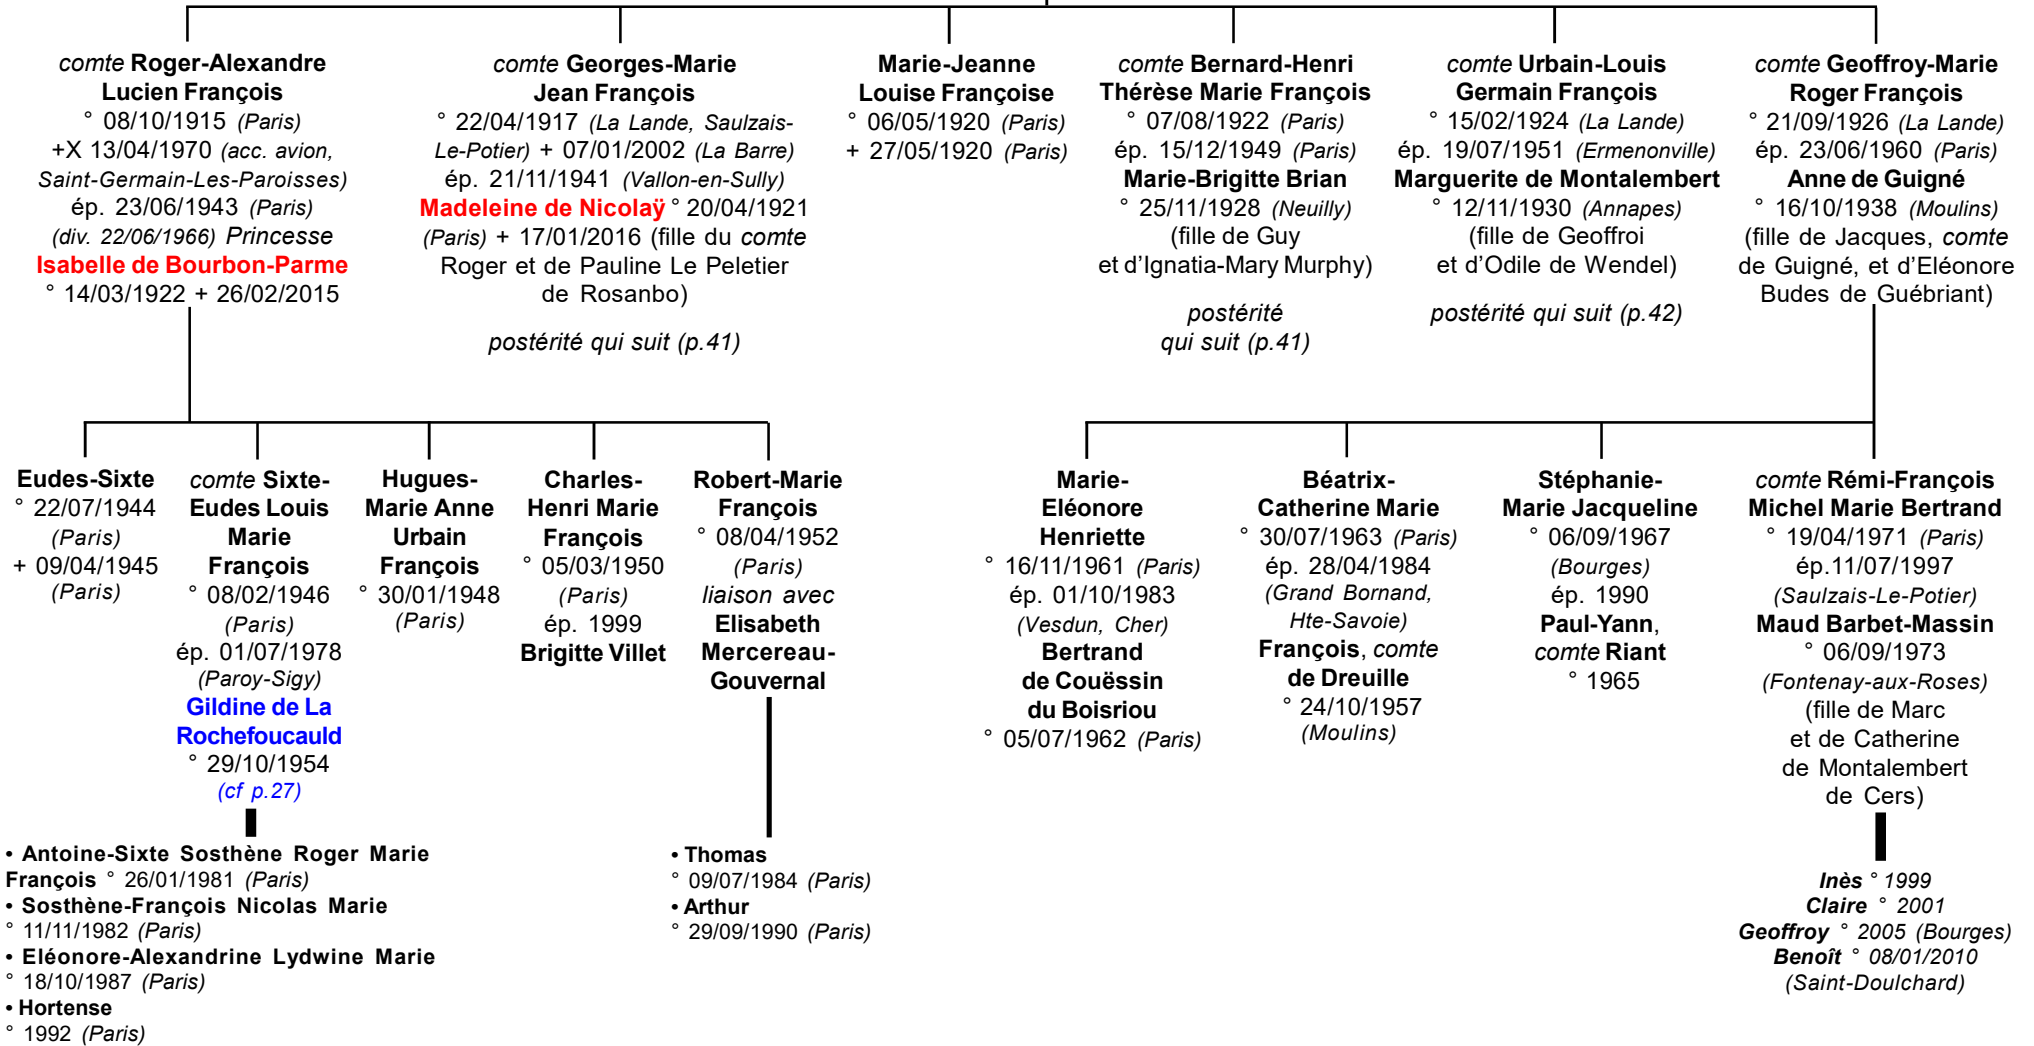 comte Roger-Alexandre
Lucien François
° 08/10/1915 (Paris)
+X 13/04/1970 (acc. avion,
Saint-Germain-Les-Paroisses)
ép. 23/06/1943 (Paris)
(div. 22/06/1966) Princesse
Isabelle de Bourbon-Parme
° 14/03/1922 + 26/02/2015
comte Georges-Marie
Jean François
° 22/04/1917 (La Lande, Saulzais-
Le-Potier) + 07/01/2002 (La Barre)
ép. 21/11/1941 (Vallon-en-Sully)
Madeleine de Nicolaÿ ° 20/04/1921
(Paris) + 17/01/2016 (fille du comte
Roger et de Pauline Le Peletier
de Rosanbo)
postérité qui suit (p.41)
Marie-Jeanne
Louise Françoise
° 06/05/1920 (Paris)
+ 27/05/1920 (Paris)
comte Bernard-Henri
Thérèse Marie François
° 07/08/1922 (Paris)
ép. 15/12/1949 (Paris)
Marie-Brigitte Brian
° 25/11/1928 (Neuilly)
(fille de Guy
et d'Ignatia-Mary Murphy)
postérité
qui suit (p.41)
comte Urbain-Louis
Germain François
° 15/02/1924 (La Lande)
ép. 19/07/1951 (Ermenonville)
Marguerite de Montalembert
° 12/11/1930 (Annapes)
(fille de Geoffroi
et d'Odile de Wendel)
postérité qui suit (p.42)
comte Geoffroy-Marie
Roger François
° 21/09/1926 (La Lande)
ép. 23/06/1960 (Paris)
Anne de Guigné
° 16/10/1938 (Moulins)
(fille de Jacques, comte
de Guigné, et d'Eléonore
Budes de Guébriant)
Eudes-Sixte
° 22/07/1944
(Paris)
+ 09/04/1945
(Paris)
comte Sixte-
Eudes Louis
Marie
François
° 08/02/1946
(Paris)
ép. 01/07/1978
(Paroy-Sigy)
Gildine de La
Rochefoucauld
° 29/10/1954
(cf p.27)
Hugues-
Marie Anne
Urbain
François
° 30/01/1948
(Paris)
Charles-
Henri Marie
François
° 05/03/1950
(Paris)
ép. 1999
Brigitte Villet
Robert-Marie
François
° 08/04/1952
(Paris)
liaison avec
Elisabeth
Mercereau-
Gouvernal
Marie-
Eléonore
Henriette
° 16/11/1961 (Paris)
ép. 01/10/1983
(Vesdun, Cher)
Bertrand
de Couëssin
du Boisriou
° 05/07/1962 (Paris)
Béatrix-
Catherine Marie
° 30/07/1963 (Paris)
ép. 28/04/1984
(Grand Bornand,
Hte-Savoie)
François, comte
de Dreuille
° 24/10/1957
(Moulins)
Stéphanie-
Marie Jacqueline
° 06/09/1967
(Bourges)
ép. 1990
Paul-Yann,
comte Riant
° 1965
comte Rémi-François
Michel Marie Bertrand
° 19/04/1971 (Paris)
ép.11/07/1997
(Saulzais-Le-Potier)
Maud Barbet-Massin
° 06/09/1973
(Fontenay-aux-Roses)
(fille de Marc
et de Catherine
de Montalembert
de Cers)
• Antoine-Sixte Sosthène Roger Marie
François ° 26/01/1981 (Paris)
• Sosthène-François Nicolas Marie
° 11/11/1982 (Paris)
• Eléonore-Alexandrine Lydwine Marie
° 18/10/1987 (Paris)
• Hortense
° 1992 (Paris)
• Thomas
° 09/07/1984 (Paris)
• Arthur
° 29/09/1990 (Paris)
Inès ° 1999
Claire ° 2001
Geoffroy ° 2005 (Bourges)
Benoît ° 08/01/2010
(Saint-Doulchard)